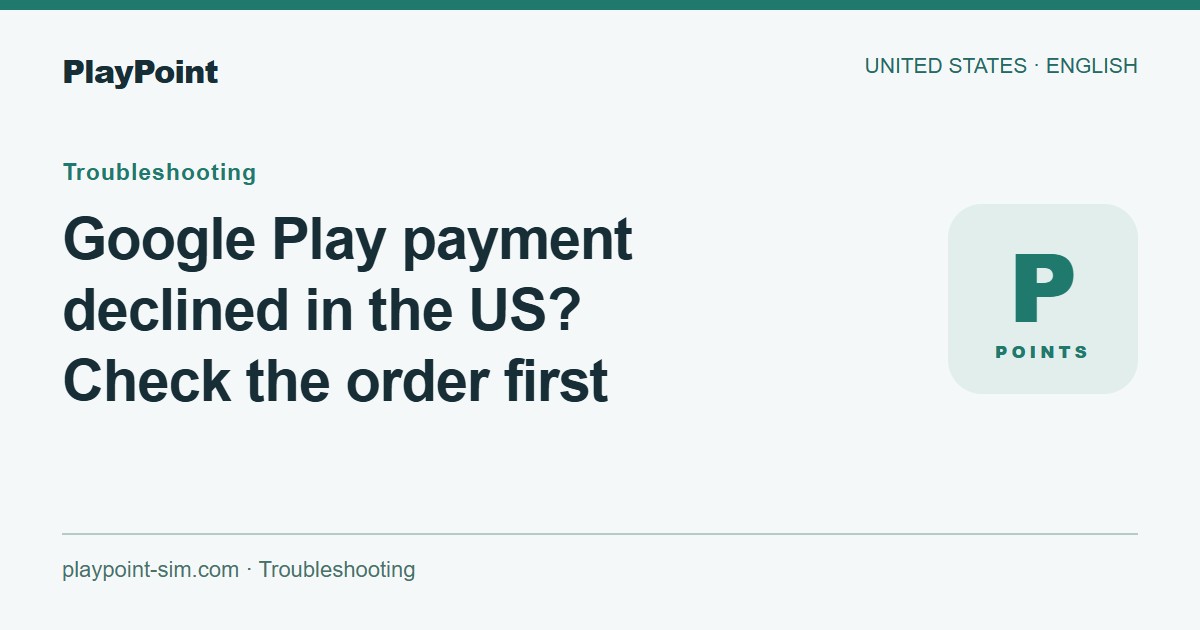 PlayPoint
UNITED STATES · ENGLISH
Troubleshooting
Google Play payment
declined in the US?
Check the order first
P
POINTS
playpoint-sim.com · Troubleshooting